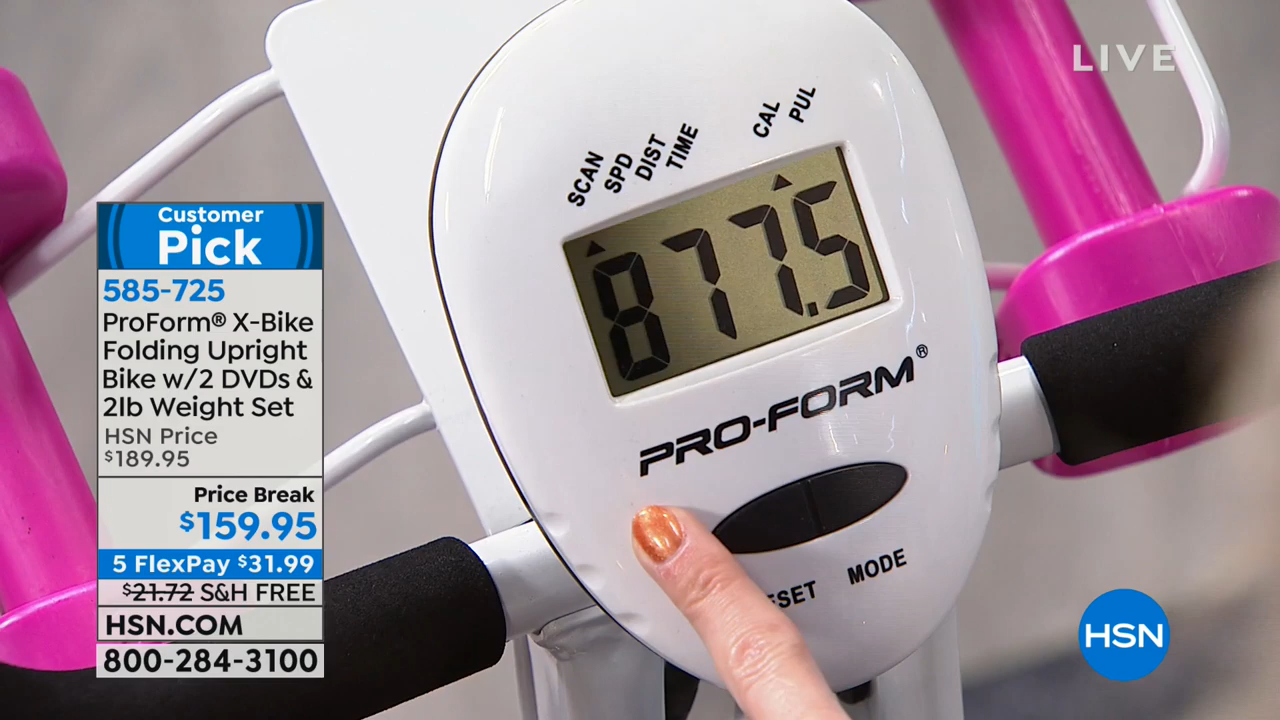 LIVE
SCAN
SPD
DIST
TIME
CAL
PUL
877.5
PRO-FORM®
MODE
Customer
Pick
585-725
ProForm® X-Bike
Folding Upright
Bike w/2 DVDs &
2lb Weight Set
HSN Price
$189.95
Price Break
$159.95
5 FlexPay $31.99
$21.72 S&H FREE
HSN.COM
800-284-3100
HSN